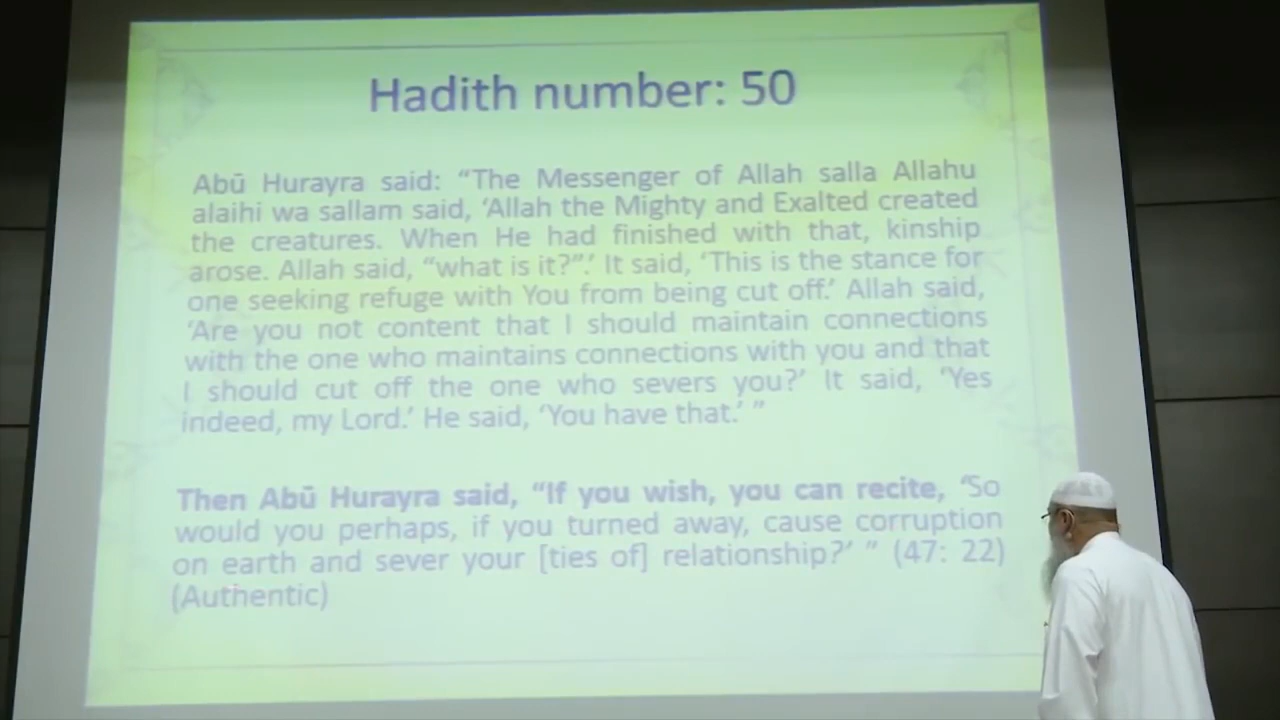 Hadith number: 50
Abū Hurayra said: “The Messenger of Allah salla Allahu
alaihi wa sallam said, ‘Allah the Mighty and Exalted created
the creatures. When He had finished with that, kinship
arose. Allah said, “what is it?”.’ It said, ‘This is the stance for
one seeking refuge with You from being cut off.’ Allah said,
‘Are you not content that I should maintain connections
with the one who maintains connections with you and that
I should cut off the one who severs you?’ It said, ‘Yes
indeed, my Lord.’ He said, ‘You have that.’ ”
Then Abū Hurayra said, “If you wish, you can recite, ‘So
would you perhaps, if you turned away, cause corruption
on earth and sever your [ties of] relationship?’ ” (47: 22)
(Authentic)